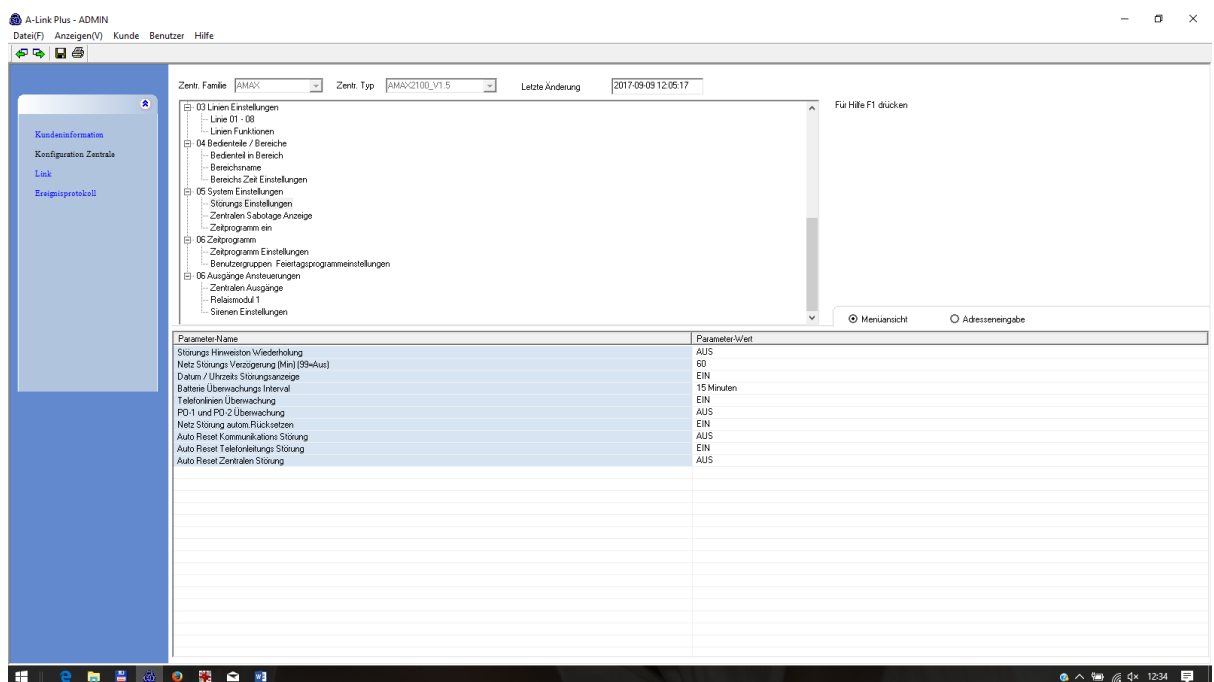 A-Link Plus - ADMIN
Datei(F) Anzeigen(V) Kunde Benutzer Hilfe
Zentr. Familie AMAX Zentr. Typ AMAX2100_V1.5 Letzte Änderung 2017-09-09 12:05:17
Kundeninformation
Konfiguration Zentrale
Link
Ereignisprotokoll
03 Linien Einstellungen
Linie 01 - 08
Linien Funktionen
04 Bedienteile / Bereiche
Bedienteil in Bereich
Bereichsname
Bereichs Zeit Einstellungen
05 System Einstellungen
Störungs Einstellungen
Zentralen Sabotage Anzeige
Zeitprogramm ein
06 Zeitprogramm
Zeitprogramm Einstellungen
Benutzergruppen Feiertagsprogrammeinstellungen
06 Ausgänge Ansteuerungen
Zentralen Ausgänge
Relaismodul 1
Sirenen Einstellungen
Für Hilfe F1 drücken
Menüansicht Adresseneingabe
Parameter-Name Parameter-Wert
Störungs Hinweiston Wiederholung AUS
Netz Störungs Verzögerung (Min) (99=Aus) 60
Datum / Uhrzeits Störungsanzeige EIN
Batterie Überwachungs Interval 15 Minuten
Telefonlinien Überwachung EIN
PO-1 und PO-2 Überwachung AUS
Netz Störung autom.Rücksetzen EIN
Auto Reset Kommunikations Störung AUS
Auto Reset Telefonleitungs Störung EIN
Auto Reset Zentralen Störung AUS
12:34